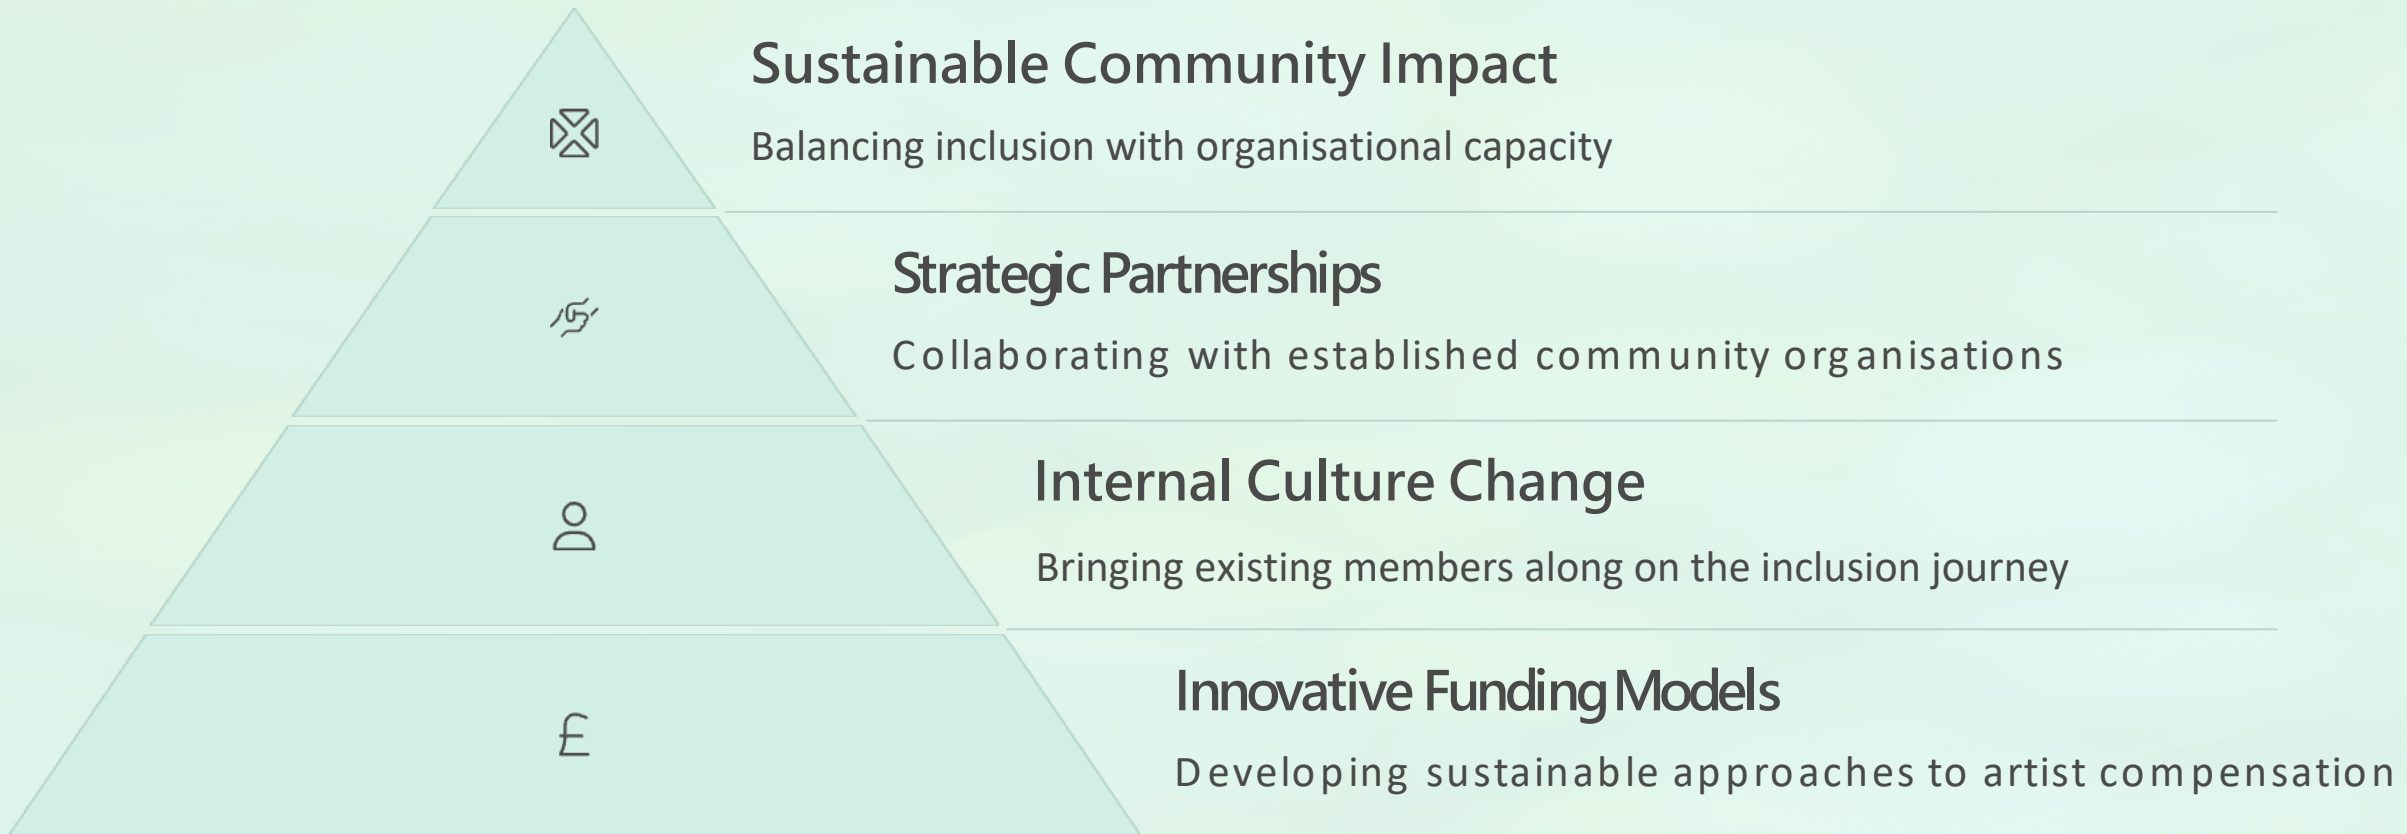 Sustainable Community Impact
Balancing inclusion with organisational capacity
Strategic Partnerships
Collaborating with established community organisations
Internal Culture Change
Bringing existing members along on the inclusion journey
£
Innovative Funding Models
Developing sustainable approaches to artist compensation